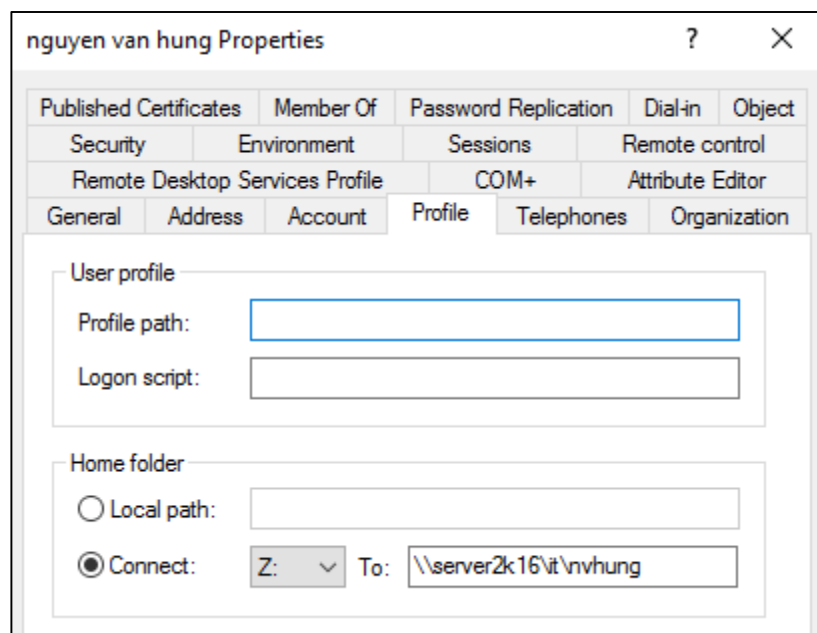 nguyen van hung Properties ? ×
Published Certificates Member Of Password Replication Dial-in Object
Security Environment Sessions Remote control
Remote Desktop Services Profile COM+ Attribute Editor
General Address Account Profile Telephones Organization
User profile
Profile path:
Logon script:
Home folder
Local path:
Connect: Z: To: \\server2k16\it\nvhung